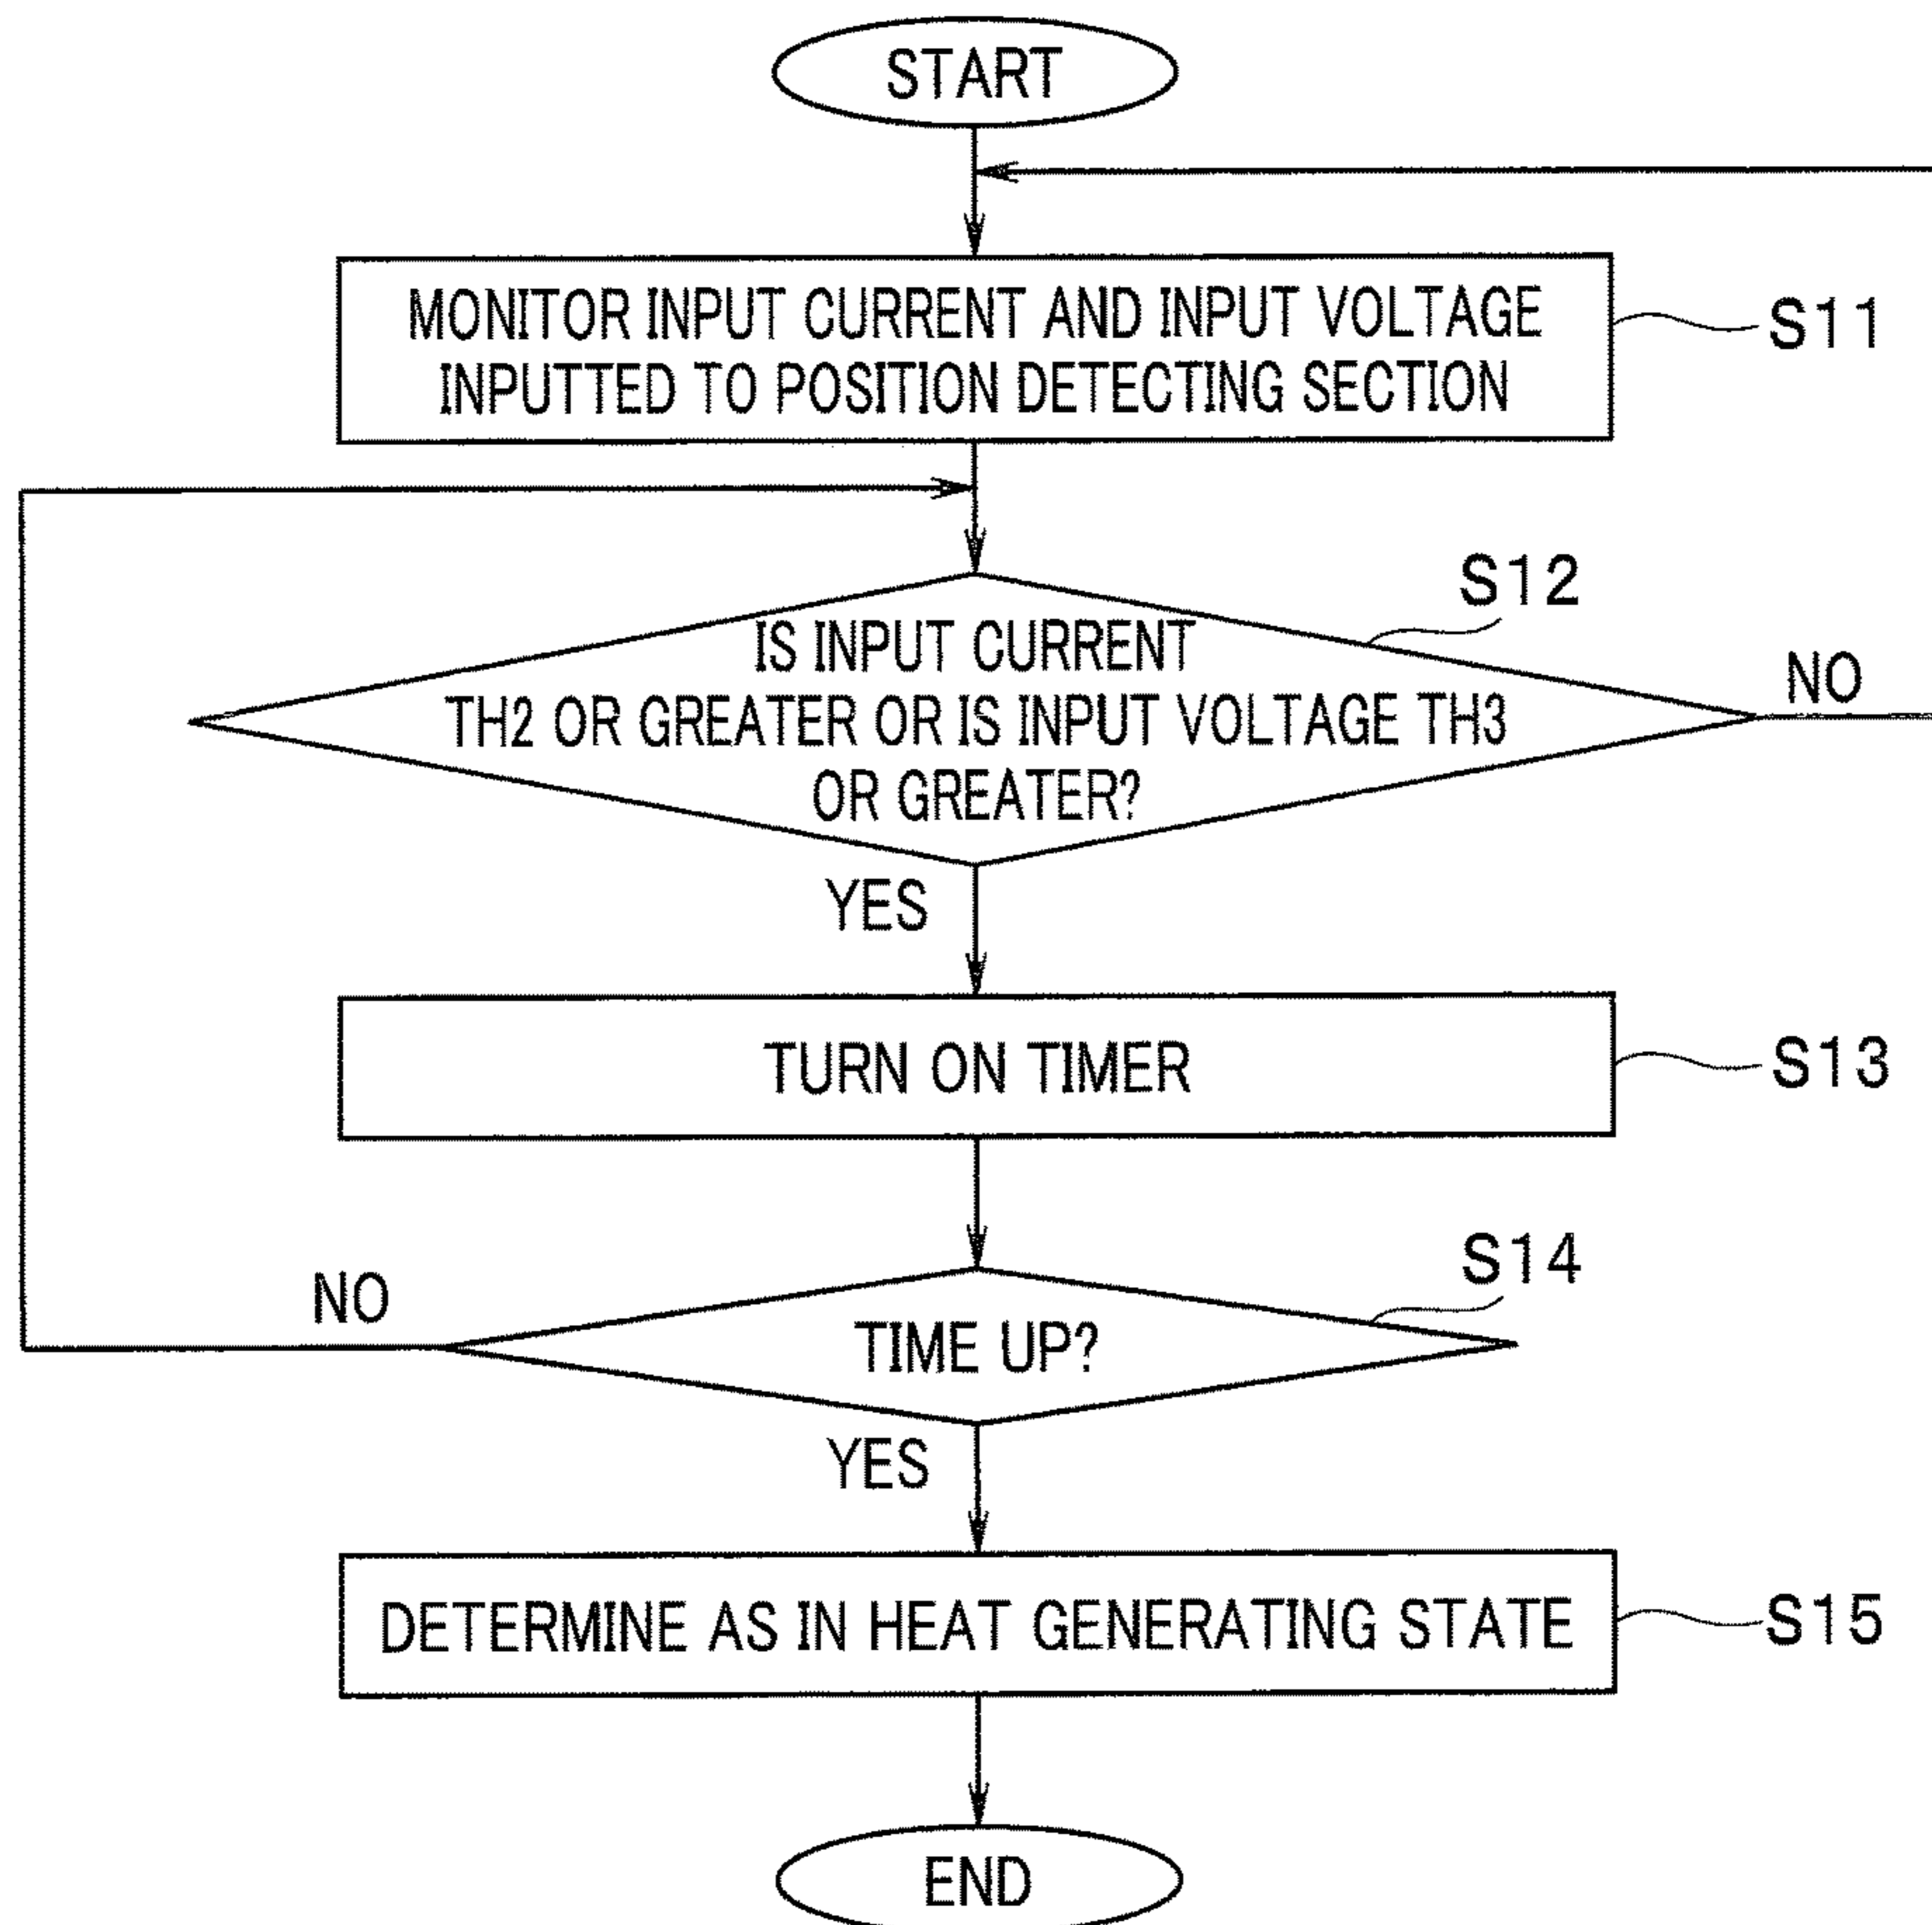 START
MONITOR INPUT CURRENT AND INPUT VOLTAGE
INPUTTED TO POSITION DETECTING SECTION
S11
S12
IS INPUT CURRENT
TH2 OR GREATER OR IS INPUT VOLTAGE TH3
OR GREATER?
NO
YES
TURN ON TIMER
S13
S14
NO
TIME UP?
YES
DETERMINE AS IN HEAT GENERATING STATE
S15
END